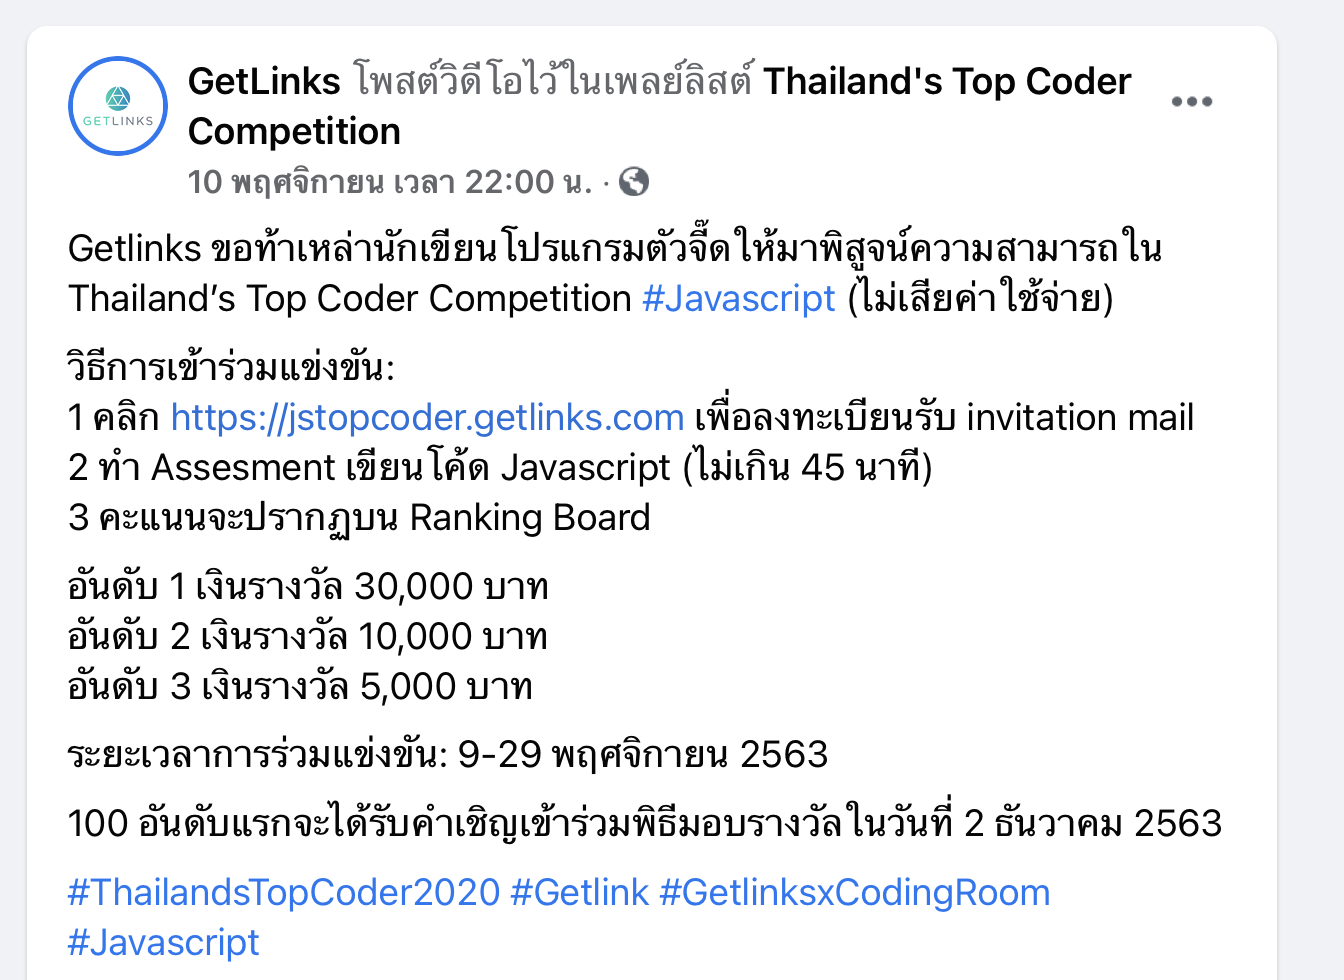 GETLINKS
GetLinks โพสต์วิดีโอไว้ในเพลย์ลิสต์ Thailand's Top Coder
Competition
10 พฤศจิกายน เวลา 22:00 น. ·
Getlinks ขอท้าเหล่านักเขียนโปรแกรมตัวจี๊ดให้มาพิสูจน์ความสามารถใน
Thailand’s Top Coder Competition #Javascript (ไม่เสียค่าใช้จ่าย)
วิธีการเข้าร่วมแข่งขัน:
1 คลิก https://jstopcoder.getlinks.com เพื่อลงทะเบียนรับ invitation mail
2 ทำ Assesment เขียนโค้ด Javascript (ไม่เกิน 45 นาที)
3 คะแนนจะปรากฏบน Ranking Board
อันดับ 1 เงินรางวัล 30,000 บาท
อันดับ 2 เงินรางวัล 10,000 บาท
อันดับ 3 เงินรางวัล 5,000 บาท
ระยะเวลาการร่วมแข่งขัน: 9-29 พฤศจิกายน 2563
100 อันดับแรกจะได้รับคำเชิญเข้าร่วมพิธีมอบรางวัลในวันที่ 2 ธันวาคม 2563
#ThailandsTopCoder2020 #Getlink #GetlinksxCodingRoom
#Javascript